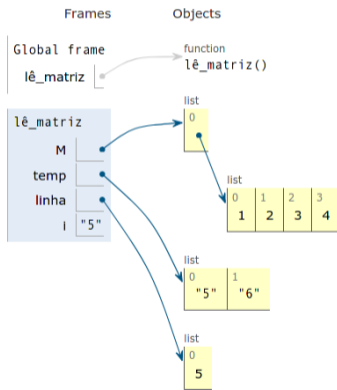 Frames Objects
Global frame
lê_matriz
function
lê_matriz()
lê_matriz
M
temp
linha
l "5"
list
0
list
0 1 2 3
1 2 3 4
list
0 1
"5" "6"
list
0
5